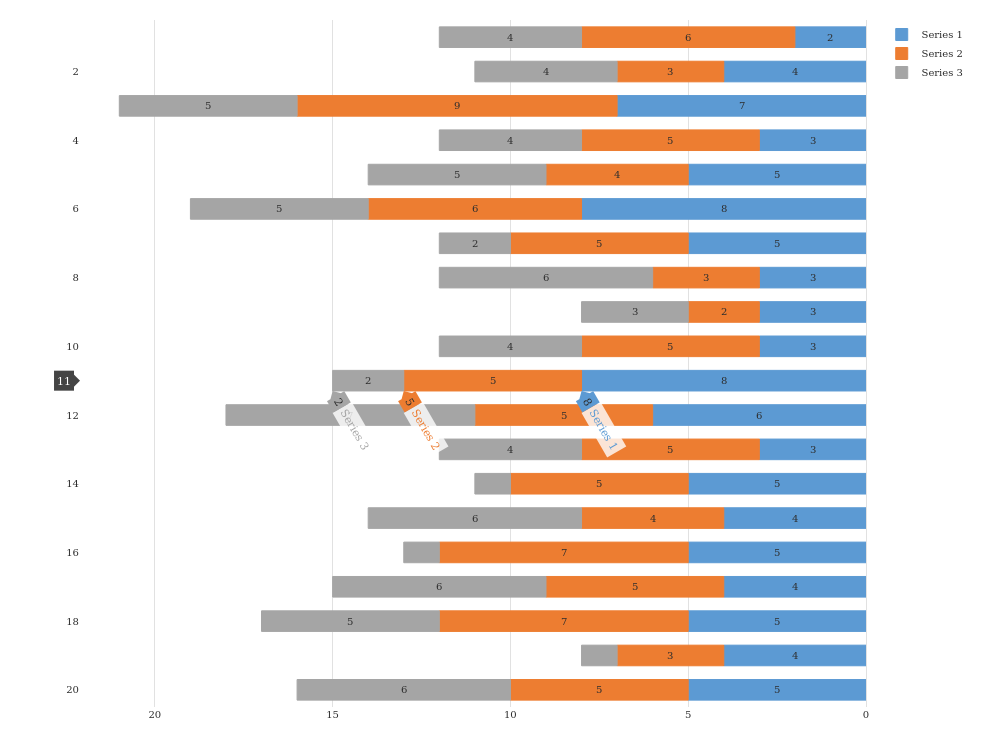 4 6 2 Series 1
Series 2
2 4 3 4 Series 3
5 9 7
4 4 5 3
5 4 5
6 5 6 8
2 5 5
8 6 3 3
3 2 3
10 4 5 3
11 2 5 8
2 Series 3 5 Series 2 8 Series 1
12 5 6
4 5 3
14 5 5
6 4 4
16 7 5
6 5 4
18 5 7 5
3 4
20 6 5 5
20 15 10 5 0